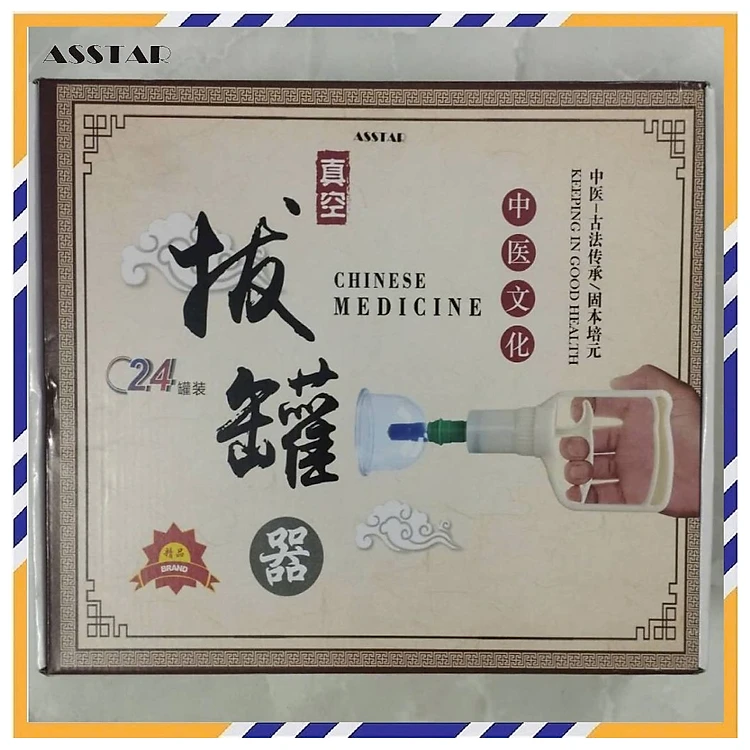 ASSTAR
ASSTAR
真空
拔罐
器
CHINESE
MEDICINE
中医文化
中医—古法传承/固本培元
KEEPING IN GOOD HEALTH
24罐装
精品
BRAND